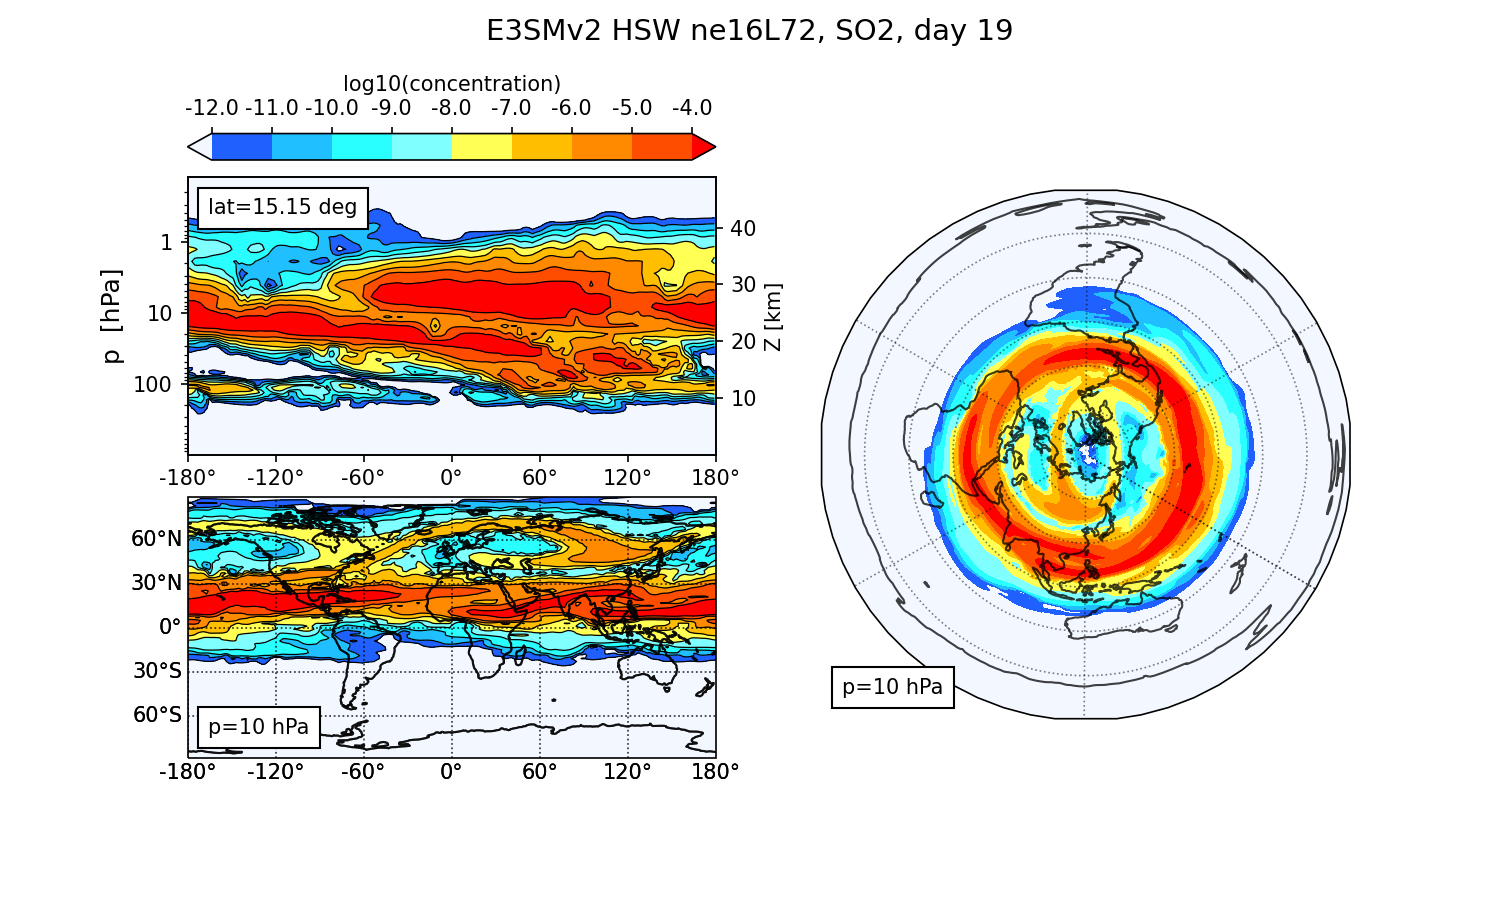 E3SMv2 HSW ne16L72, SO2, day 19
log10(concentration)
-12.0 -11.0 -10.0 -9.0 -8.0 -7.0 -6.0 -5.0 -4.0
lat=15.15 deg
p [hPa]
1
10
100
40
30
20
10
Z [km]
-180° -120° -60° 0° 60° 120° 180°
60°N
30°N
0°
30°S
60°S
p=10 hPa
-180° -120° -60° 0° 60° 120° 180°
p=10 hPa